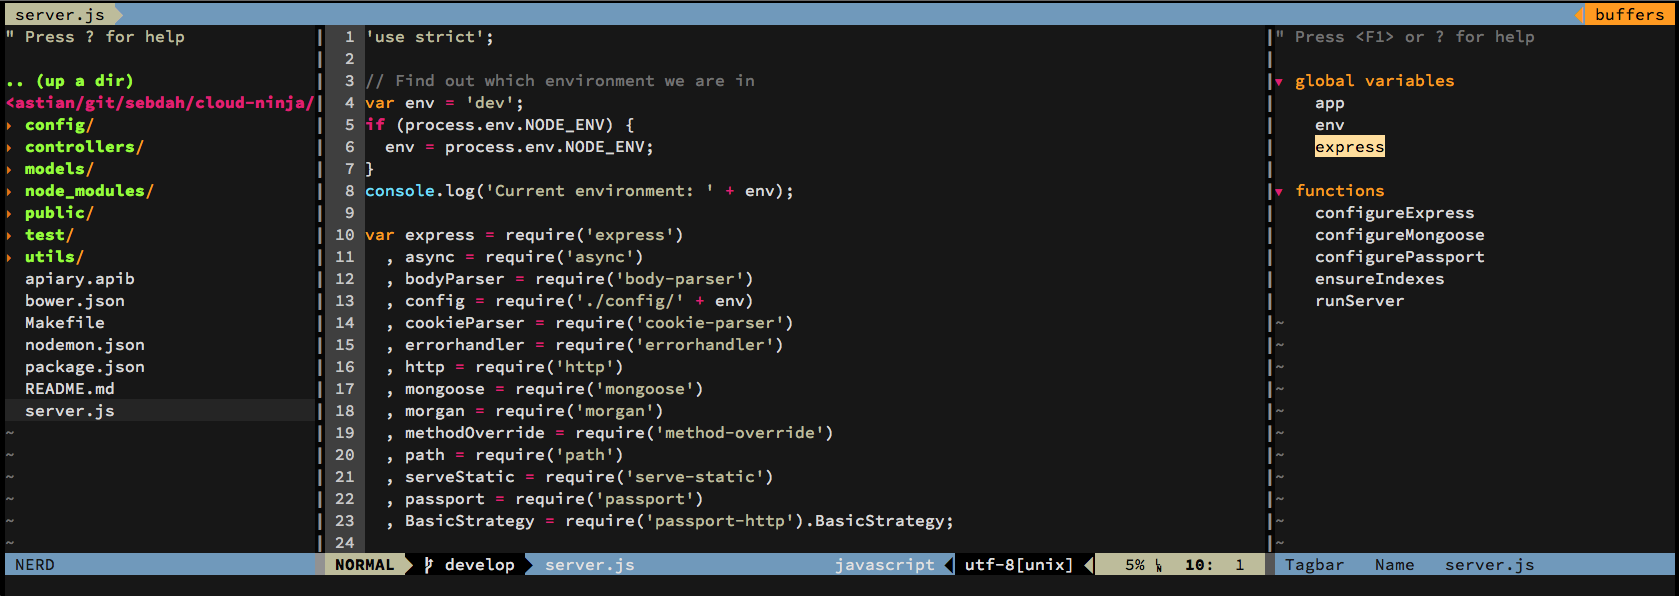 server.js
buffers
" Press ? for help
.. (up a dir)
<astian/git/sebdah/cloud-ninja/
▸ config/
▸ controllers/
▸ models/
▸ node_modules/
▸ public/
▸ test/
▸ utils/
apiary.apib
bower.json
Makefile
nodemon.json
package.json
README.md
server.js
~
~
~
~
~
~
NERD
1 'use strict';
2
3 // Find out which environment we are in
4 var env = 'dev';
5 if (process.env.NODE_ENV) {
6   env = process.env.NODE_ENV;
7 }
8 console.log('Current environment: ' + env);
9
10 var express = require('express')
11   , async = require('async')
12   , bodyParser = require('body-parser')
13   , config = require('./config/' + env)
14   , cookieParser = require('cookie-parser')
15   , errorhandler = require('errorhandler')
16   , http = require('http')
17   , mongoose = require('mongoose')
18   , morgan = require('morgan')
19   , methodOverride = require('method-override')
20   , path = require('path')
21   , serveStatic = require('serve-static')
22   , passport = require('passport')
23   , BasicStrategy = require('passport-http').BasicStrategy;
24
NORMAL develop server.js javascript utf-8[unix] 5% LN 10: 1
" Press <F1> or ? for help
▼ global variables
app
env
express
▼ functions
configureExpress
configureMongoose
configurePassport
ensureIndexes
runServer
~
~
~
~
~
~
~
~
~
~
~
Tagbar Name server.js